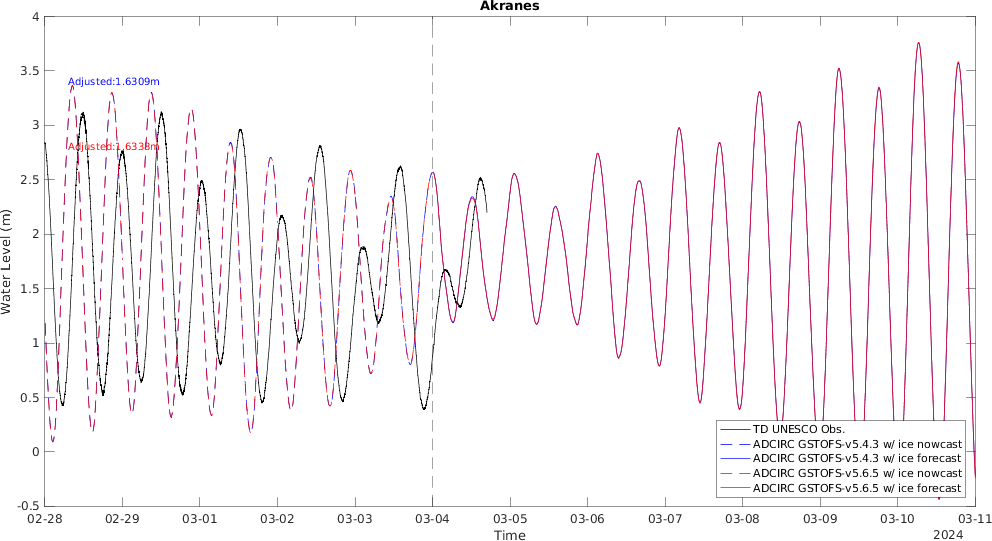 Akranes
4
3.5
3
2.5
2
1.5
1
0.5
0
-0.5
Water Level (m)
Adjusted:1.6309m
Adjusted:1.6338m
TD UNESCO Obs.
ADCIRC GSTOFS-v5.4.3 w/ ice nowcast
ADCIRC GSTOFS-v5.4.3 w/ ice forecast
ADCIRC GSTOFS-v5.6.5 w/ ice nowcast
ADCIRC GSTOFS-v5.6.5 w/ ice forecast
02-28 02-29 03-01 03-02 03-03 03-04 03-05 03-06 03-07 03-08 03-09 03-10 03-11
Time
2024